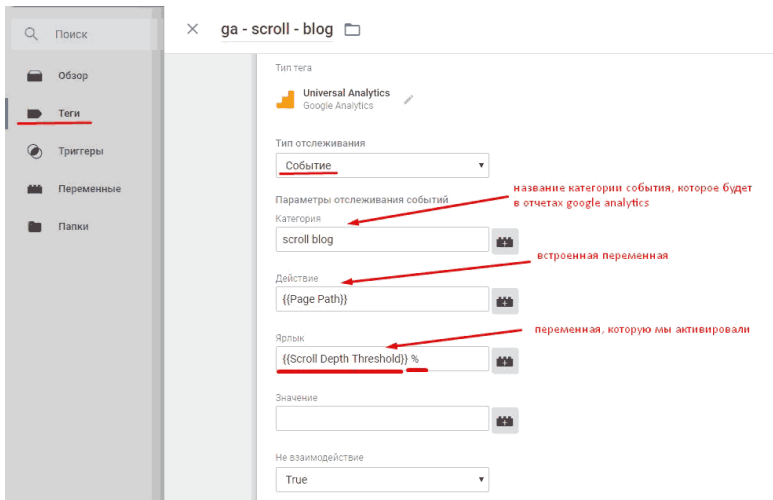 Поиск
ga - scroll - blog
Обзор
Теги
Триггеры
Переменные
Папки
Тип тега
Universal Analytics
Google Analytics
Тип отслеживания
Событие
Параметры отслеживания событий
название категории события, которое будет
в отчетах google analytics
Категория
scroll blog
встроенная переменная
Действие
{{Page Path}}
переменная, которую мы активировали
Ярлык
{{Scroll Depth Threshold}} %
Значение
Не взаимодействие
True